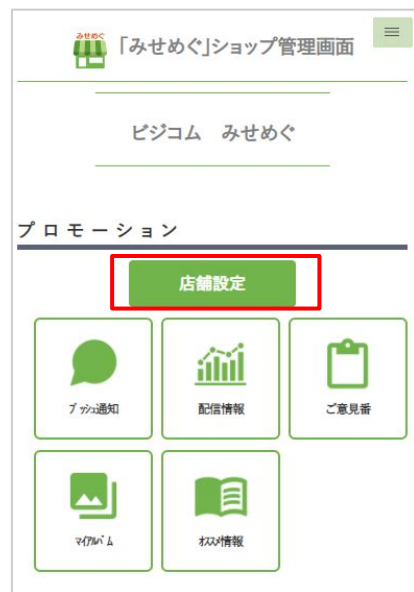 みせめぐ
「みせめぐ」ショップ管理画面
ビジコム　みせめぐ
プロモーション
店舗設定
プッシュ通知
配信情報
ご意見番
マイアルバム
オススメ情報